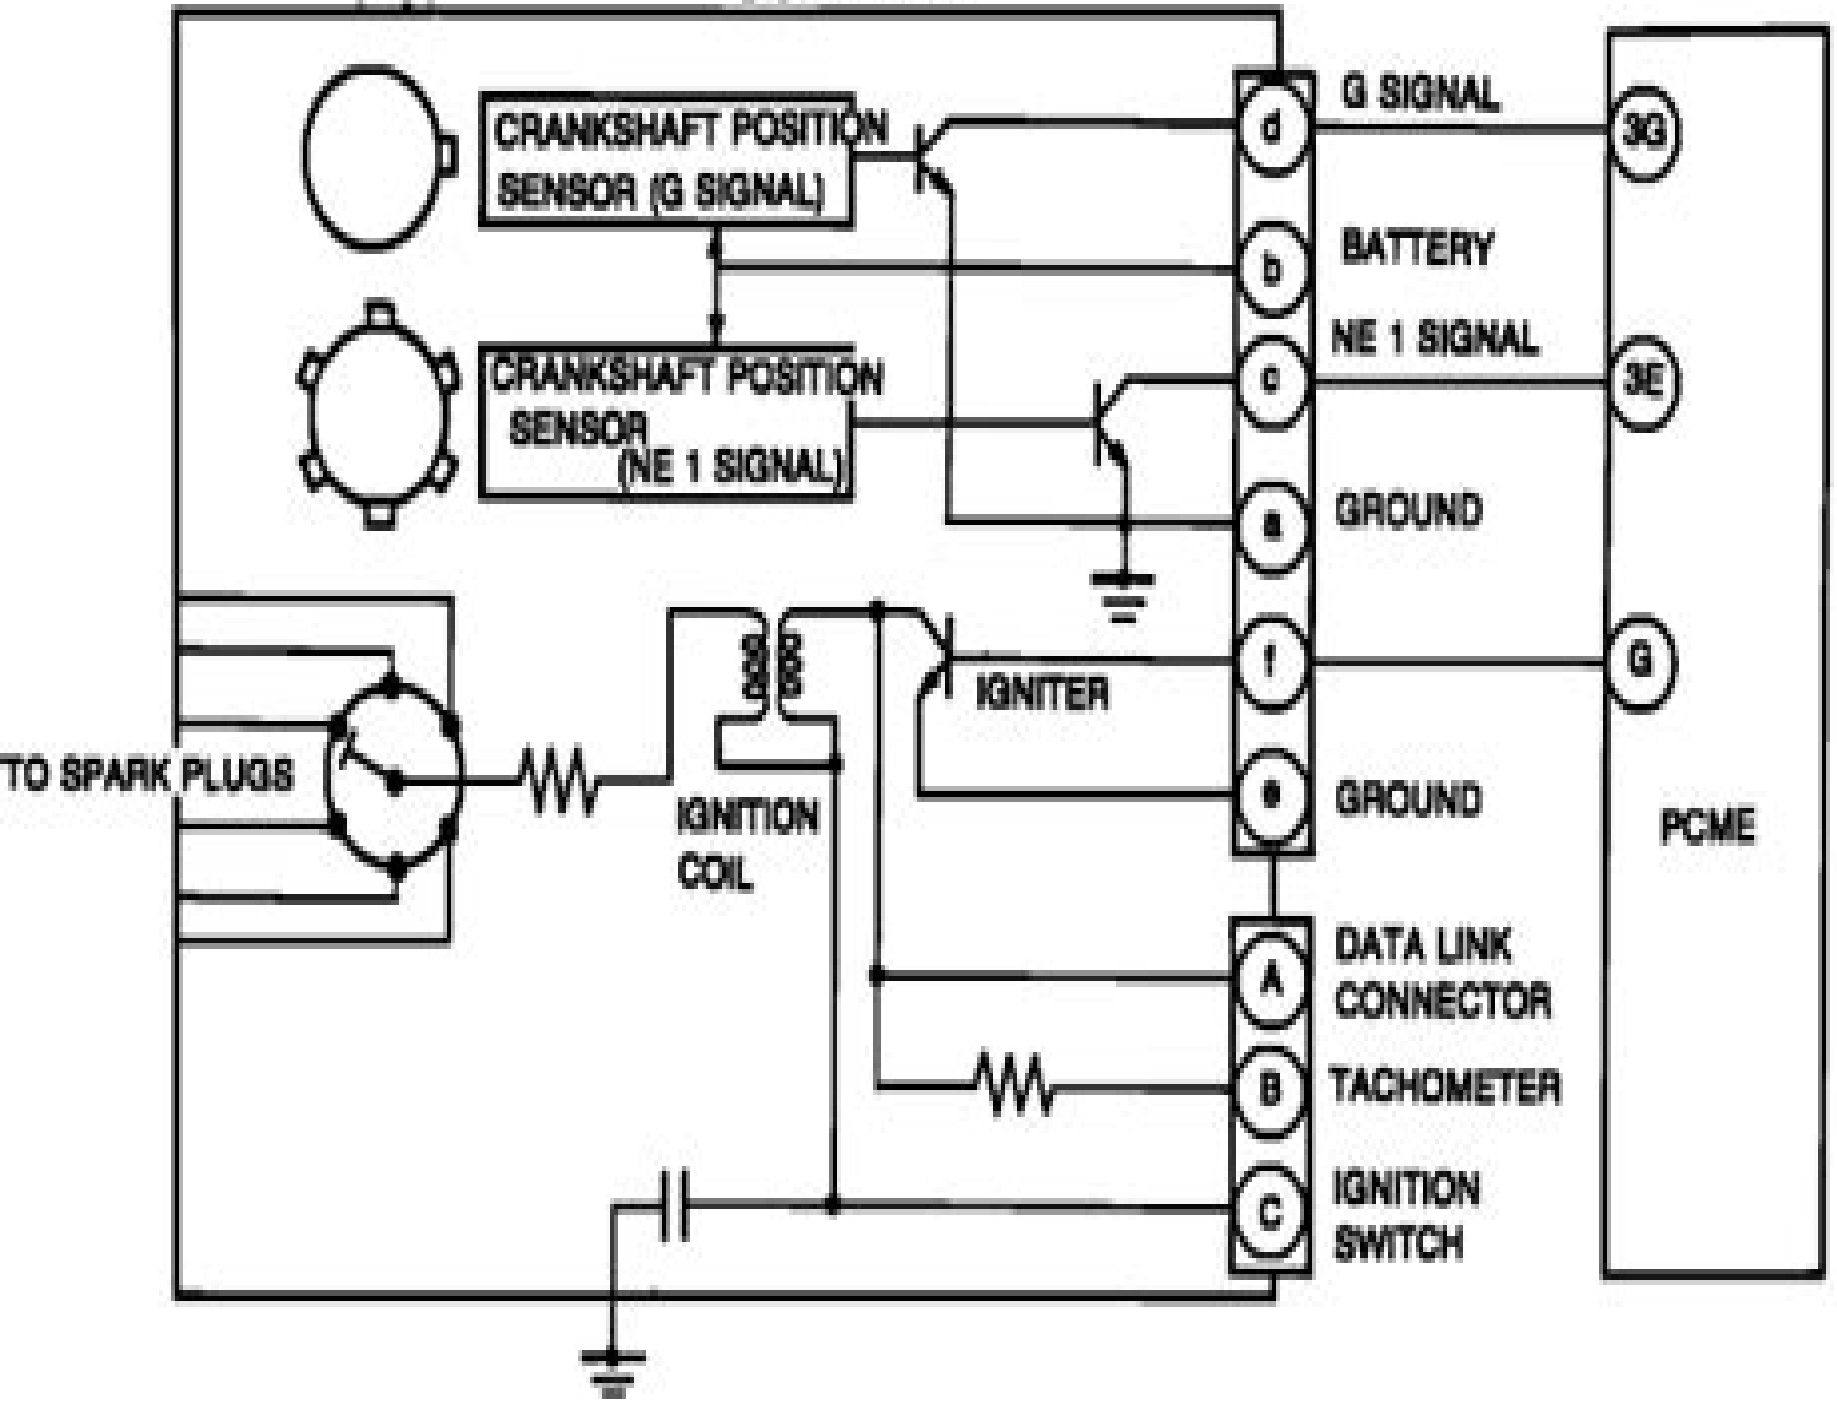 G SIGNAL
CRANKSHAFT POSITION
SENSOR (G SIGNAL)
d
3G
BATTERY
b
NE 1 SIGNAL
CRANKSHAFT POSITION
SENSOR
(NE 1 SIGNAL)
c
3E
GROUND
a
f
G
IGNITER
TO SPARK PLUGS
IGNITION
COIL
e
GROUND
PCME
DATA LINK
CONNECTOR
A
TACHOMETER
B
IGNITION
SWITCH
C